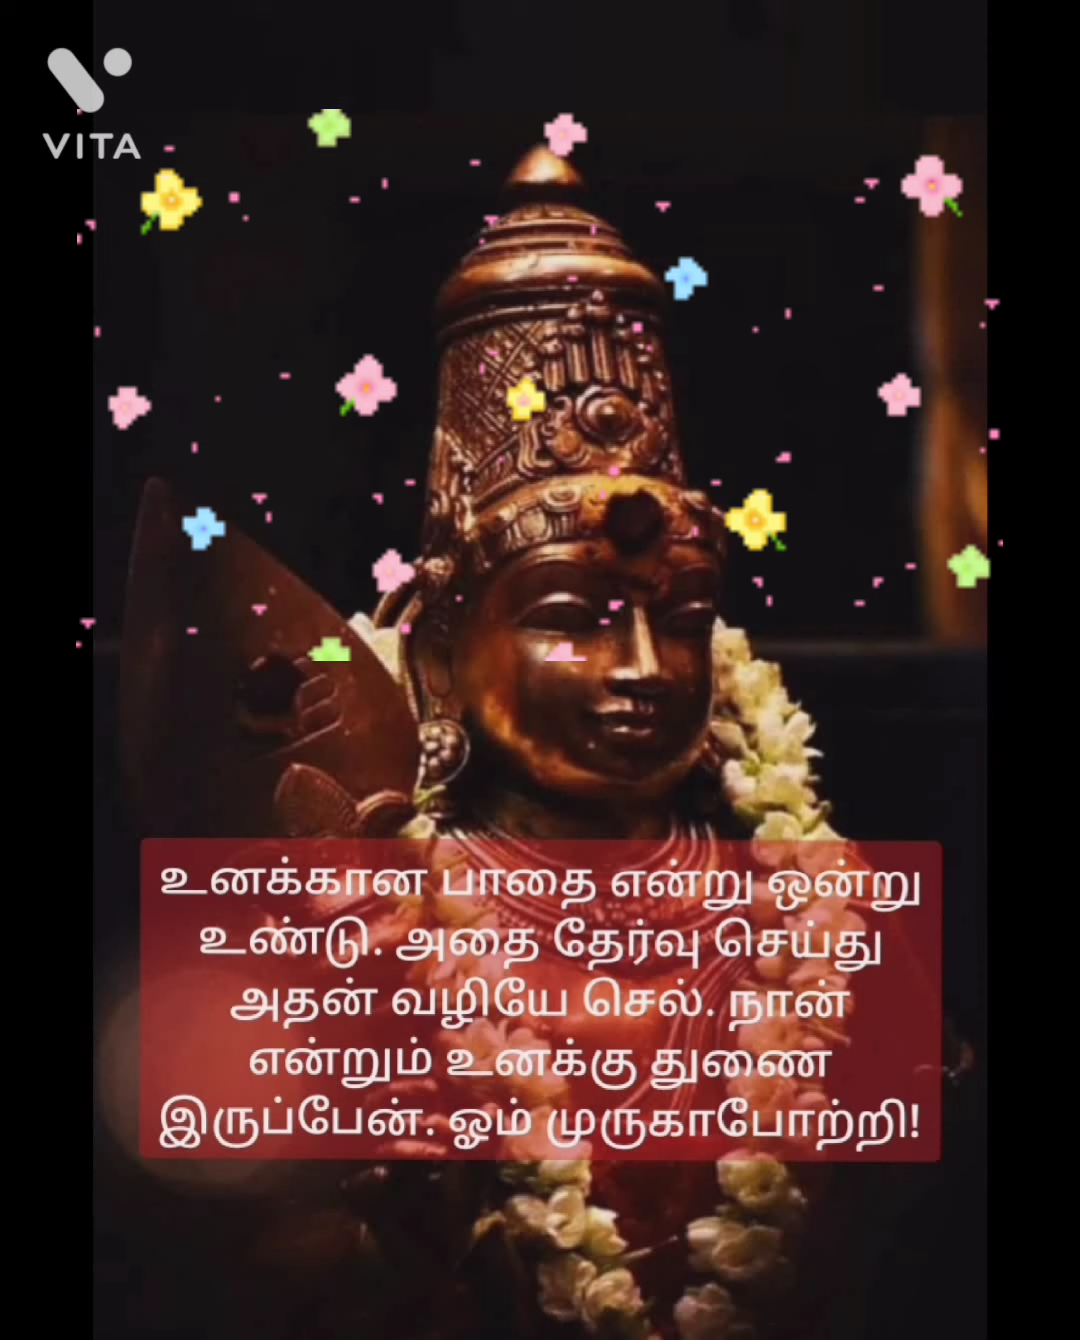 VITA
உனக்கான பாதை என்று ஒன்று
உண்டு. அதை தேர்வு செய்து
அதன் வழியே செல். நான்
என்றும் உனக்கு துணை
இருப்பேன். ஓம் முருகாபோற்றி!